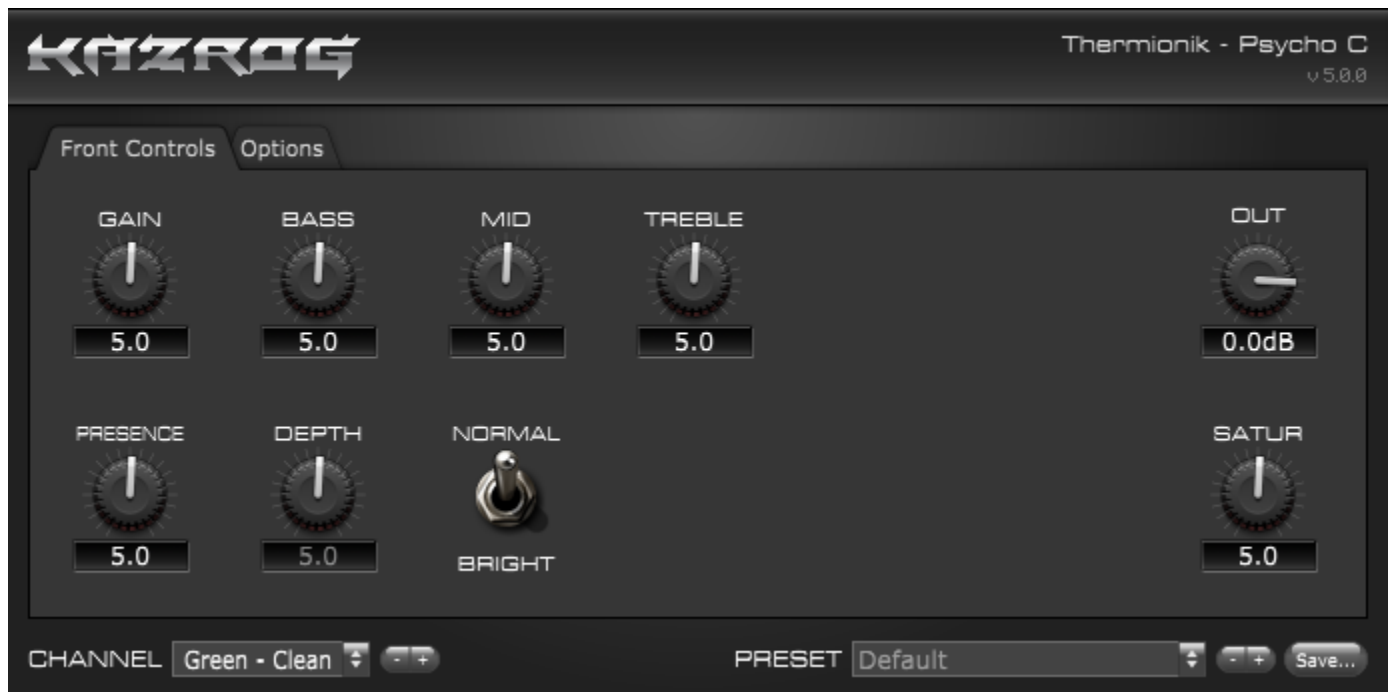 KAZROG
Thermionik - Psycho C
v 5.0.0
Front Controls Options
GAIN BASS MID TREBLE OUT
5.0 5.0 5.0 5.0 0.0dB
PRESENCE DEPTH NORMAL SATUR
5.0 5.0 BRIGHT 5.0
CHANNEL Green - Clean - + PRESET Default - + Save...